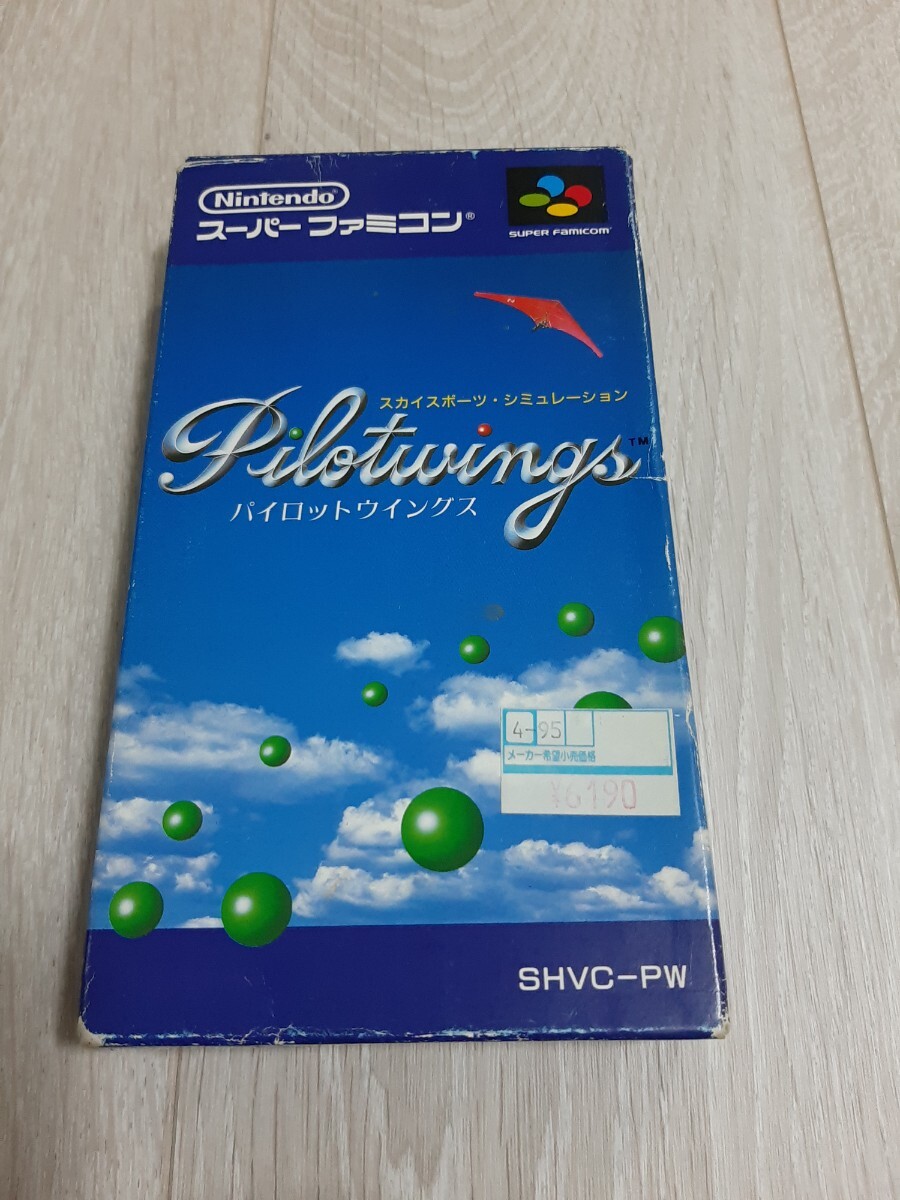 Nintendo®
スーパーファミコン®
SUPER FAMICOM
スカイスポーツ・シミュレーション
Pilotwings™
パイロットウイングス
4-95
メーカー希望小売価格
¥6190
SHVC-PW